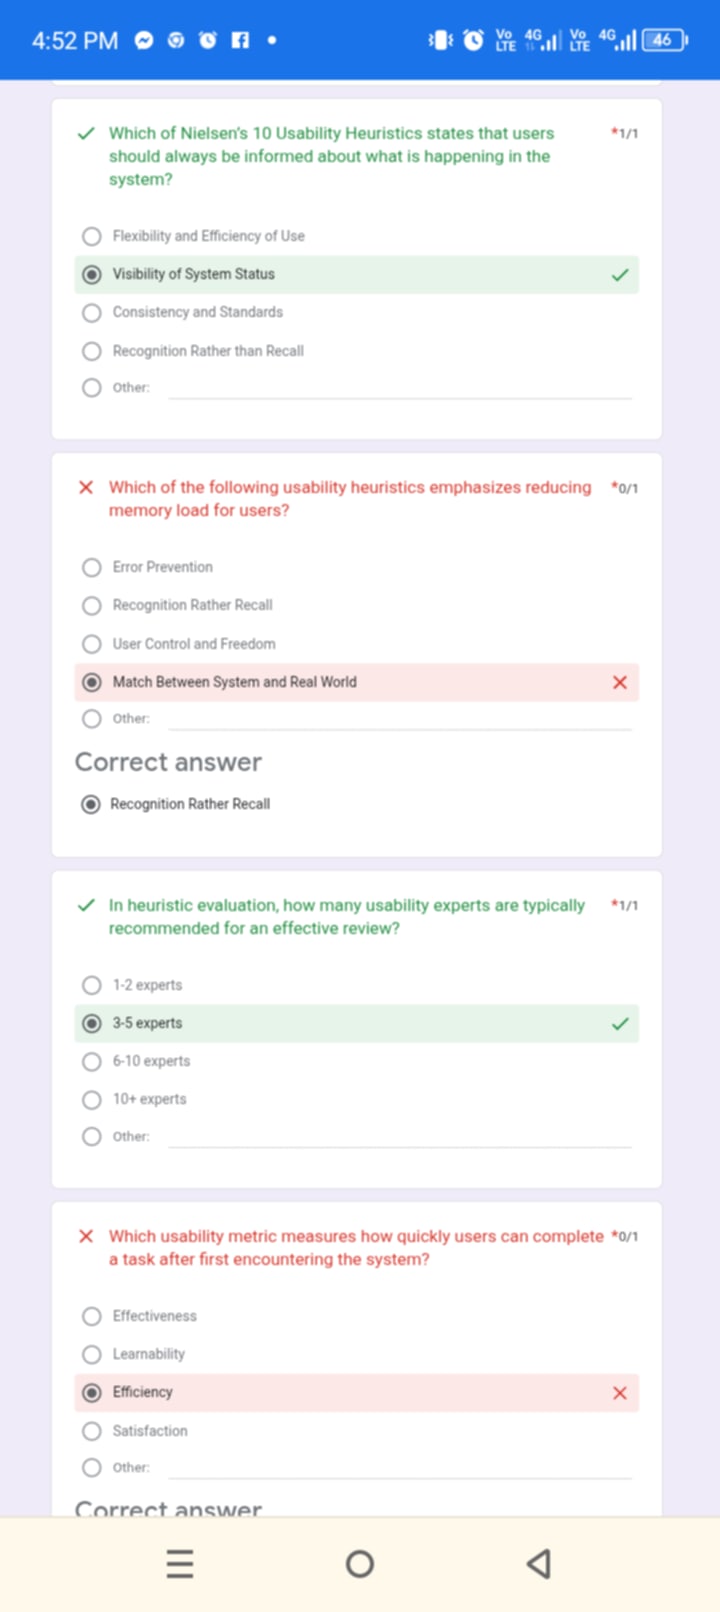 4:52 PM
Vo LTE 4G Vo LTE 4G 46
Which of Nielsen's 10 Usability Heuristics states that users *1/1
should always be informed about what is happening in the
system?
Flexibility and Efficiency of Use
Visibility of System Status
Consistency and Standards
Recognition Rather than Recall
Other:
Which of the following usability heuristics emphasizes reducing *0/1
memory load for users?
Error Prevention
Recognition Rather Recall
User Control and Freedom
Match Between System and Real World
Other:
Correct answer
Recognition Rather Recall
In heuristic evaluation, how many usability experts are typically *1/1
recommended for an effective review?
1-2 experts
3-5 experts
6-10 experts
10+ experts
Other:
Which usability metric measures how quickly users can complete *0/1
a task after first encountering the system?
Effectiveness
Learnability
Efficiency
Satisfaction
Other:
Correct answer